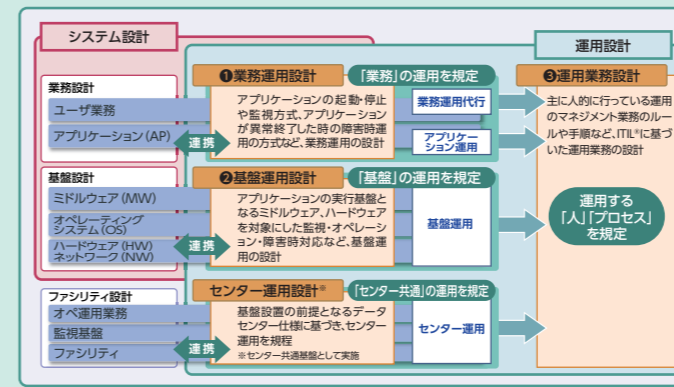 システム設計
運用設計
業務設計
ユーザ業務
アプリケーション(AP)
連携
❶業務運用設計
「業務」の運用を規定
アプリケーションの起動・停止
や監視方式、アプリケーション
が異常終了した時の障害時運
用の方式など、業務運用の設計
業務運用代行
アプリケー
ション運用
❸運用業務設計
主に人的に行っている運用
のマネジメント業務のルー
ルや手順など、ITIL®に基づ
いた運用業務の設計
基盤設計
ミドルウェア(MW)
オペレーティング
システム(OS)
ハードウェア(HW)
ネットワーク(NW)
連携
❷基盤運用設計
「基盤」の運用を規定
アプリケーションの実行基盤と
なるミドルウェア、ハードウェア
を対象にした監視・オペレーシ
ョン・障害時対応など、基盤運
用の設計
基盤運用
運用する
「人」「プロセス」
を規定
ファシリティ設計
オペ運用業務
監視基盤
ファシリティ
連携
センター運用設計※
「センター共通」の運用を規定
基盤設置の前提となるデータ
センター仕様に基づき、センター
運用を規程
※センター共通基盤として実施
センター運用